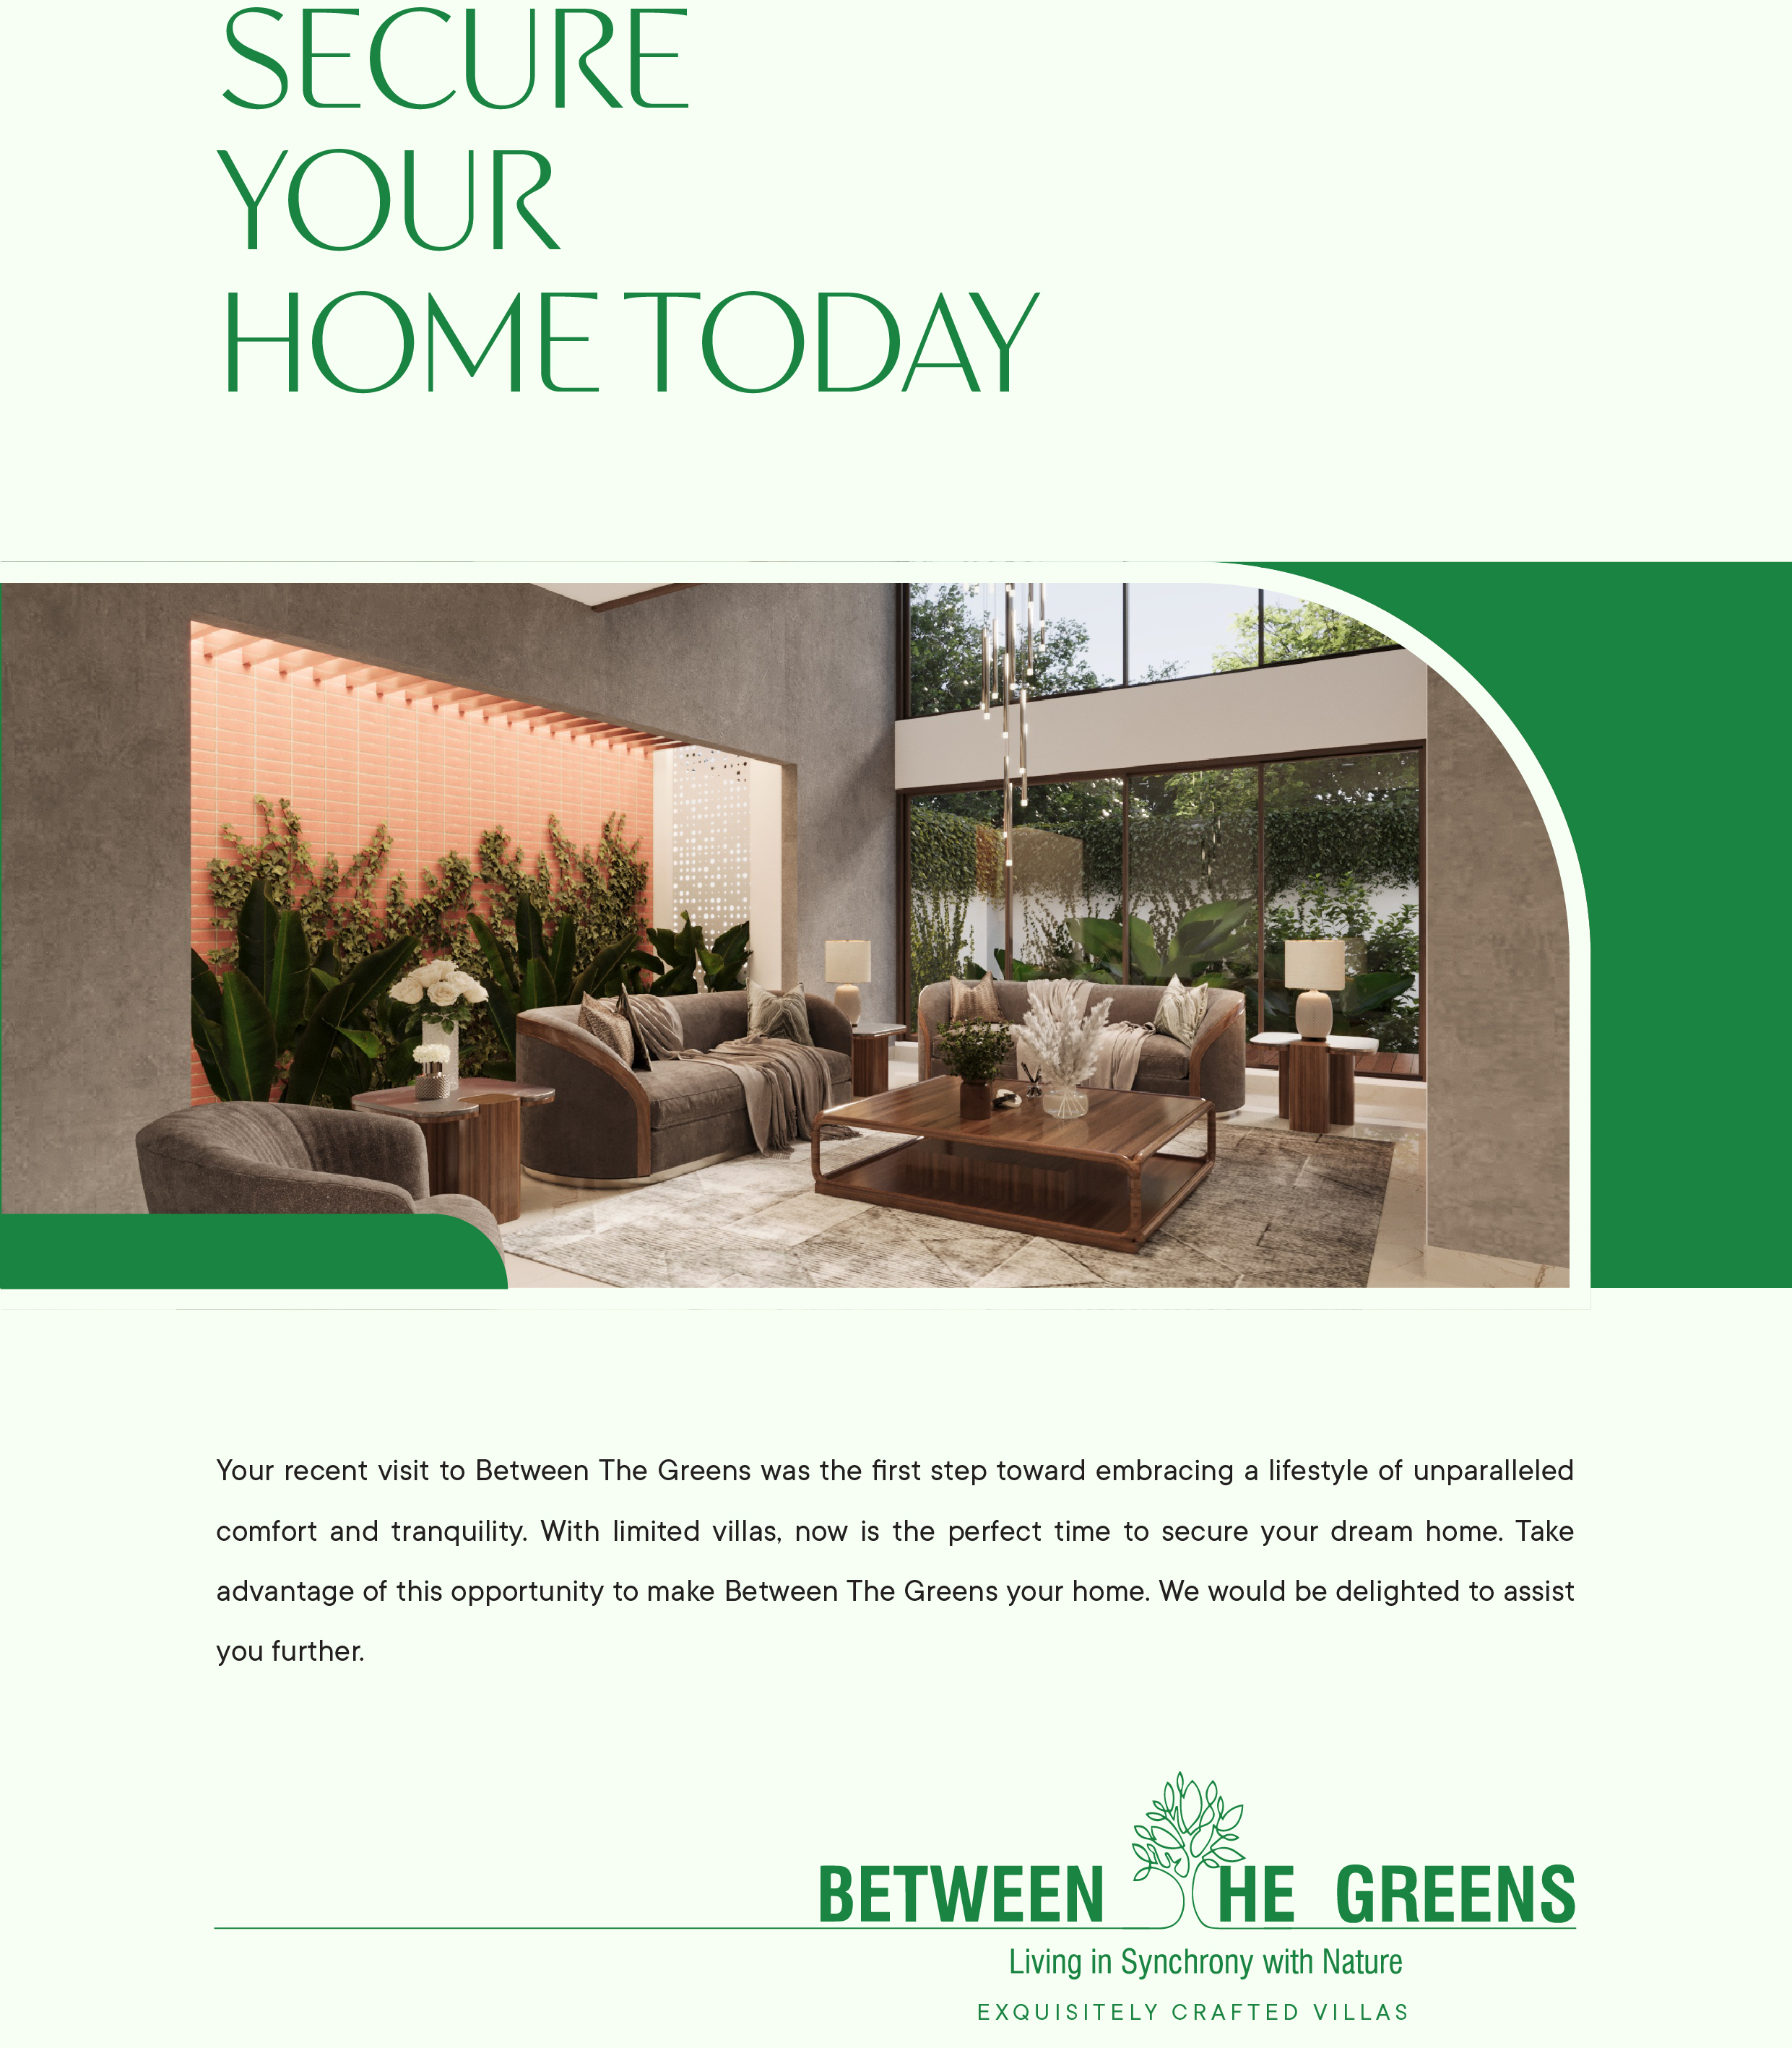 SECURE
YOUR
HOME TODAY
Your recent visit to Between The Greens was the first step toward embracing a lifestyle of unparalleled
comfort and tranquility. With limited villas, now is the perfect time to secure your dream home. Take
advantage of this opportunity to make Between The Greens your home. We would be delighted to assist
you further.
BETWEEN THE GREENS
Living in Synchrony with Nature
EXQUISITELY CRAFTED VILLAS